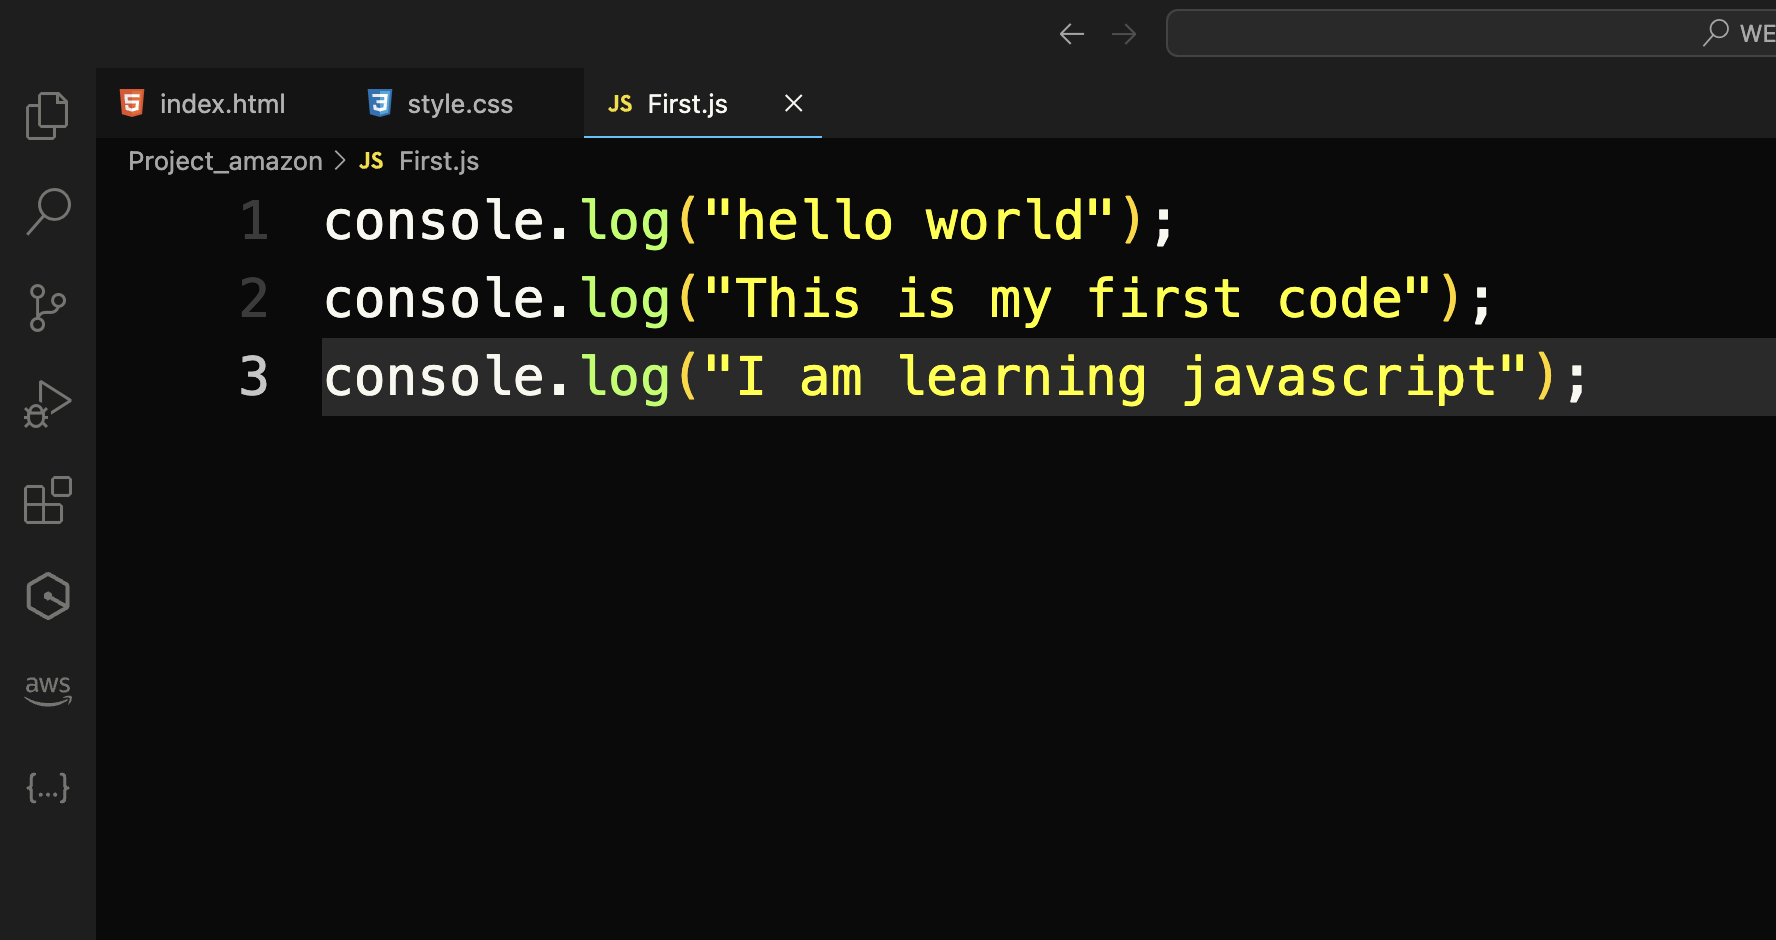 WE
index.html style.css JS First.js
Project_amazon > JS First.js
1 console.log("hello world");
2 console.log("This is my first code");
3 console.log("I am learning javascript");
aws
{...}